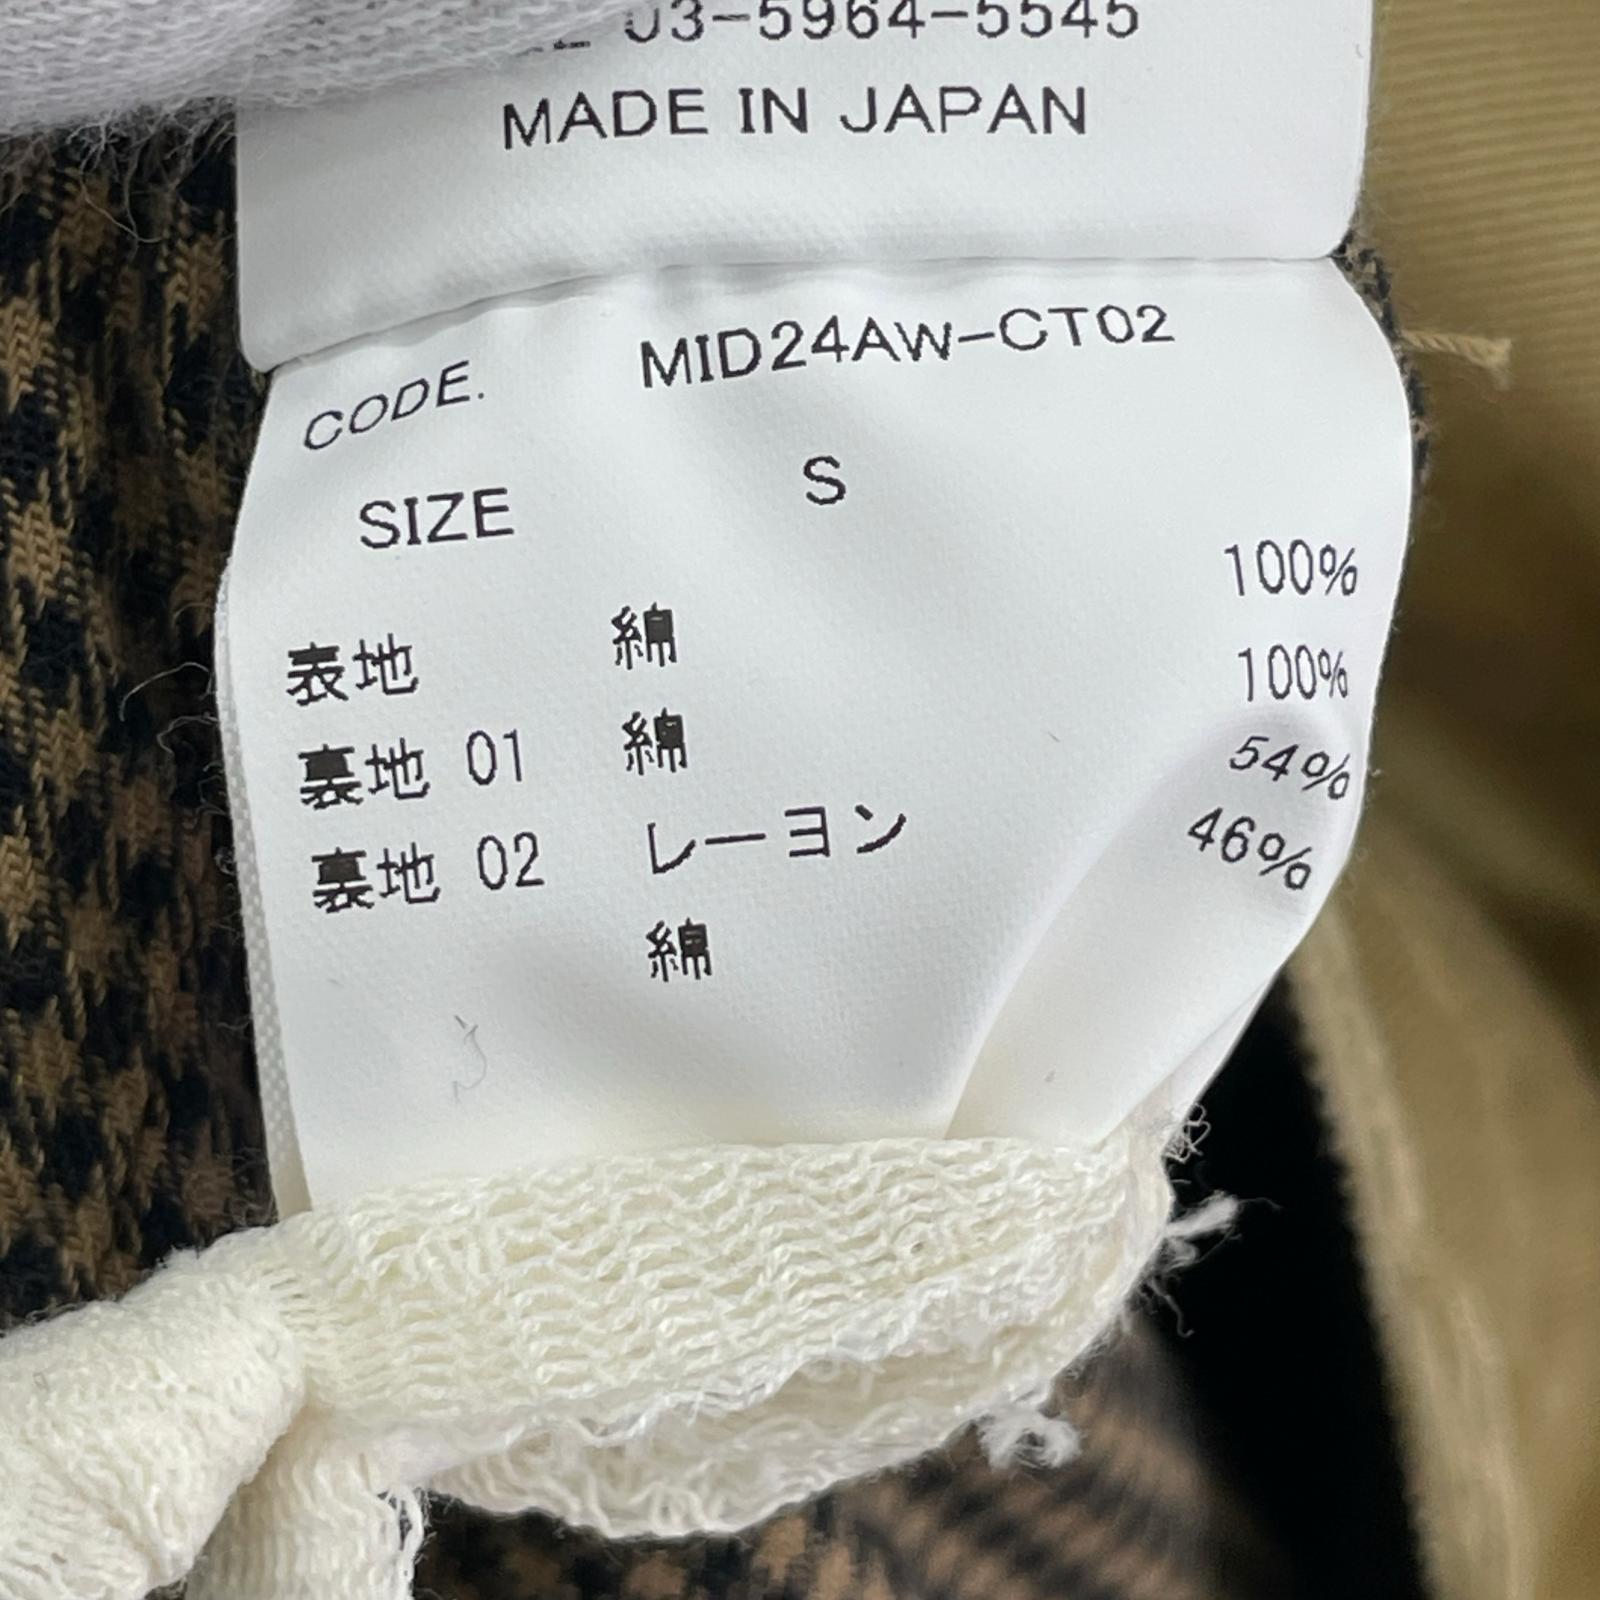 03-5964-5545
MADE IN JAPAN
CODE. MID24AW-CT02
SIZE S
表地 綿 100%
裏地 01 綿 100%
裏地 02 レーヨン 54%
綿 46%